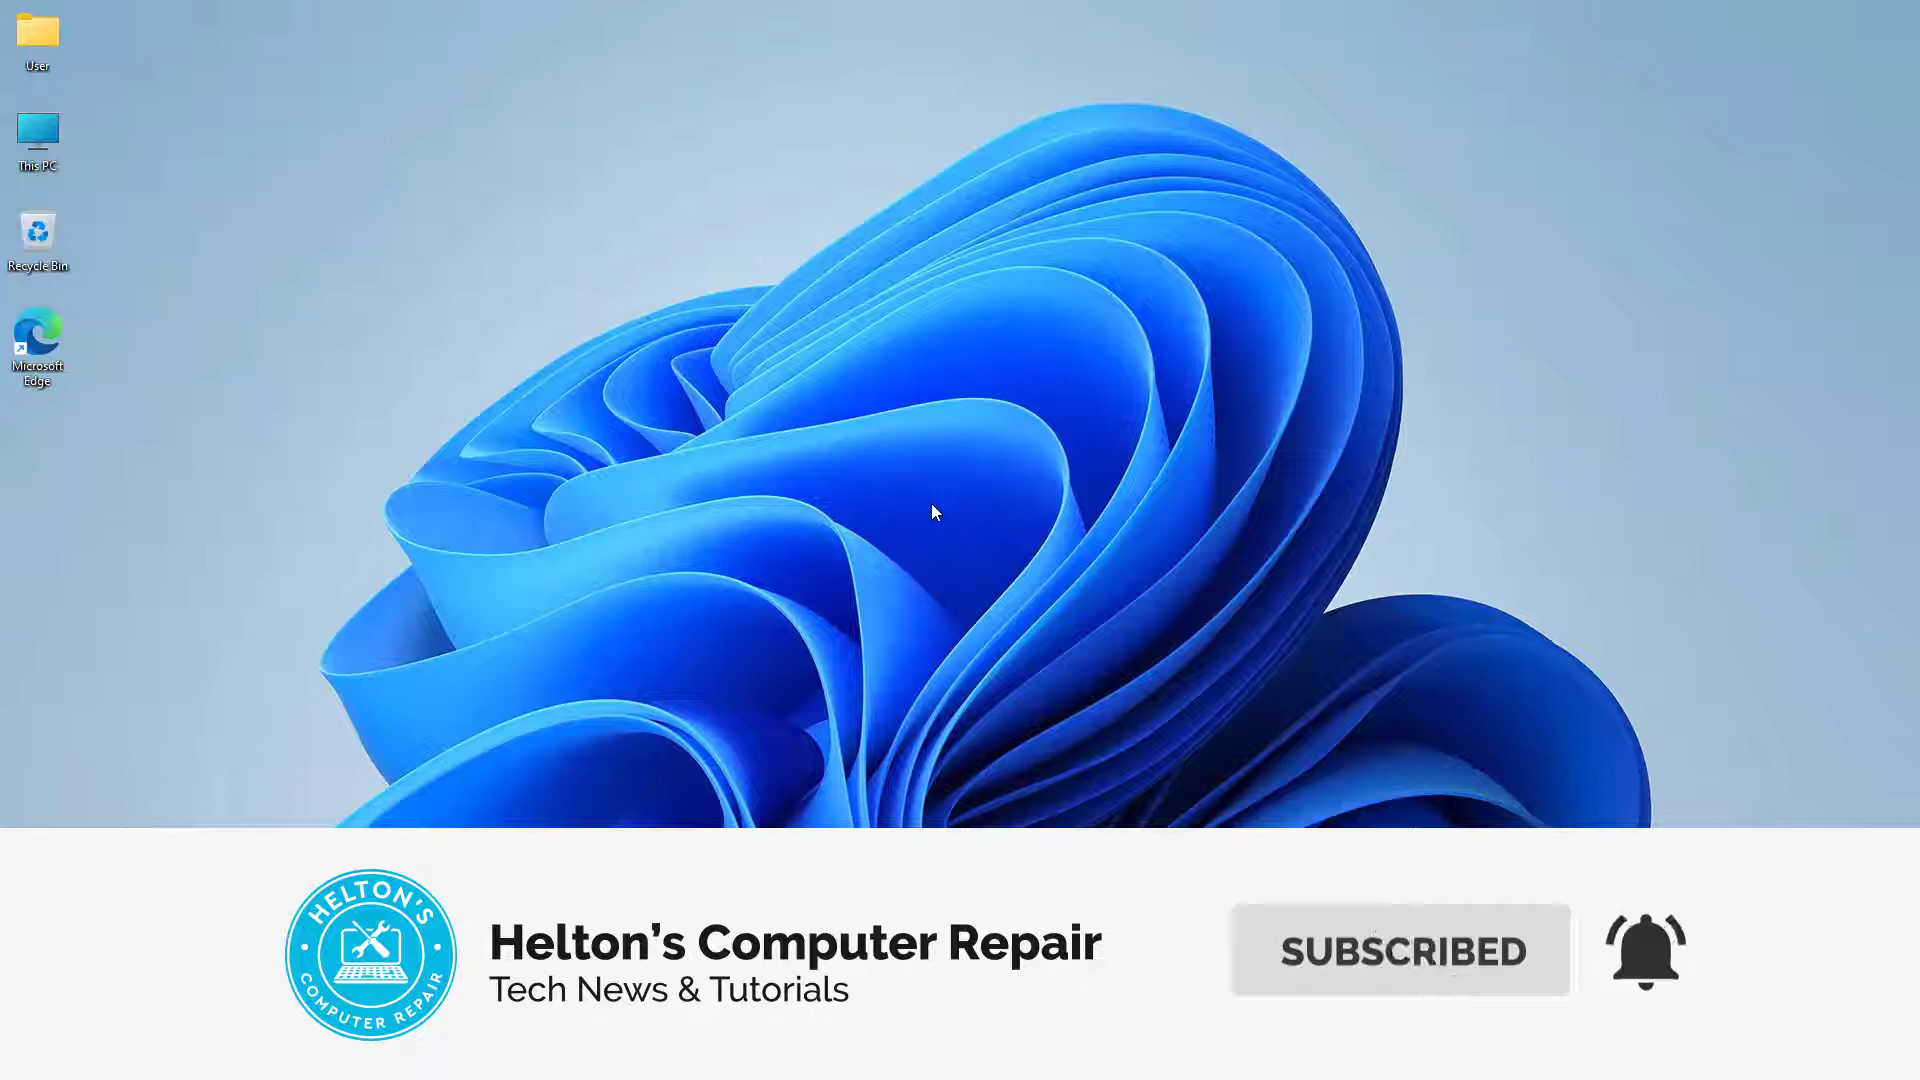 User
This PC
Recycle Bin
Microsoft
Edge
HELTON'S
COMPUTER REPAIR
Helton's Computer Repair
Tech News & Tutorials
SUBSCRIBED